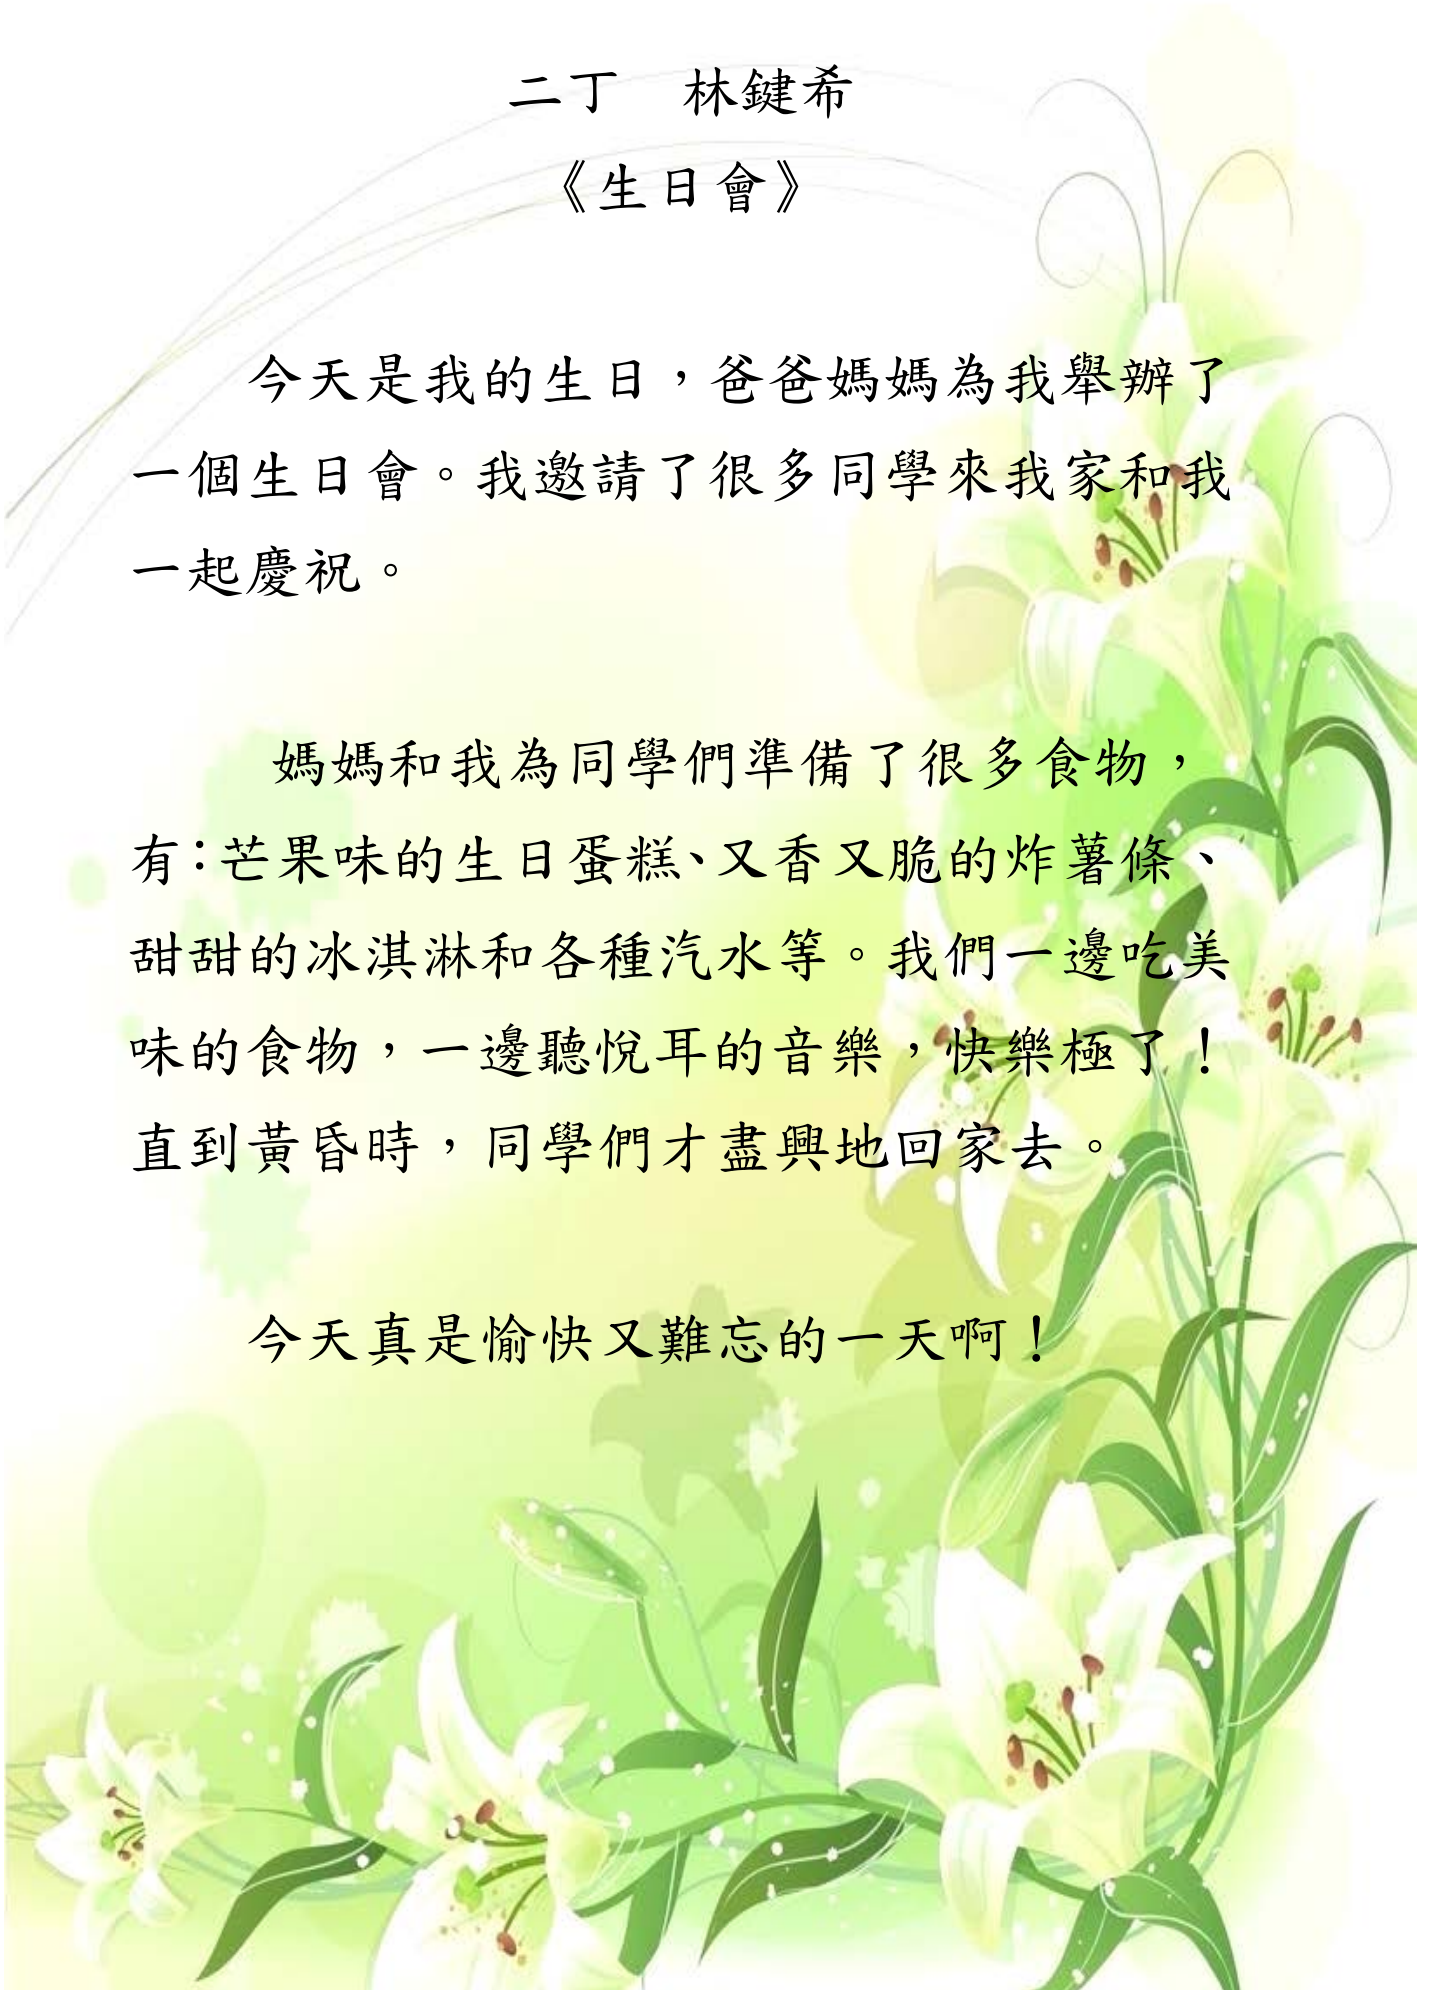 二丁　林鍵希
《生日會》
今天是我的生日，爸爸媽媽為我舉辦了
一個生日會。我邀請了很多同學來我家和我
一起慶祝。
媽媽和我為同學們準備了很多食物，
有：芒果味的生日蛋糕、又香又脆的炸薯條、
甜甜的冰淇淋和各種汽水等。我們一邊吃美
味的食物，一邊聽悅耳的音樂，快樂極了！
直到黃昏時，同學們才盡興地回家去。
今天真是愉快又難忘的一天啊！